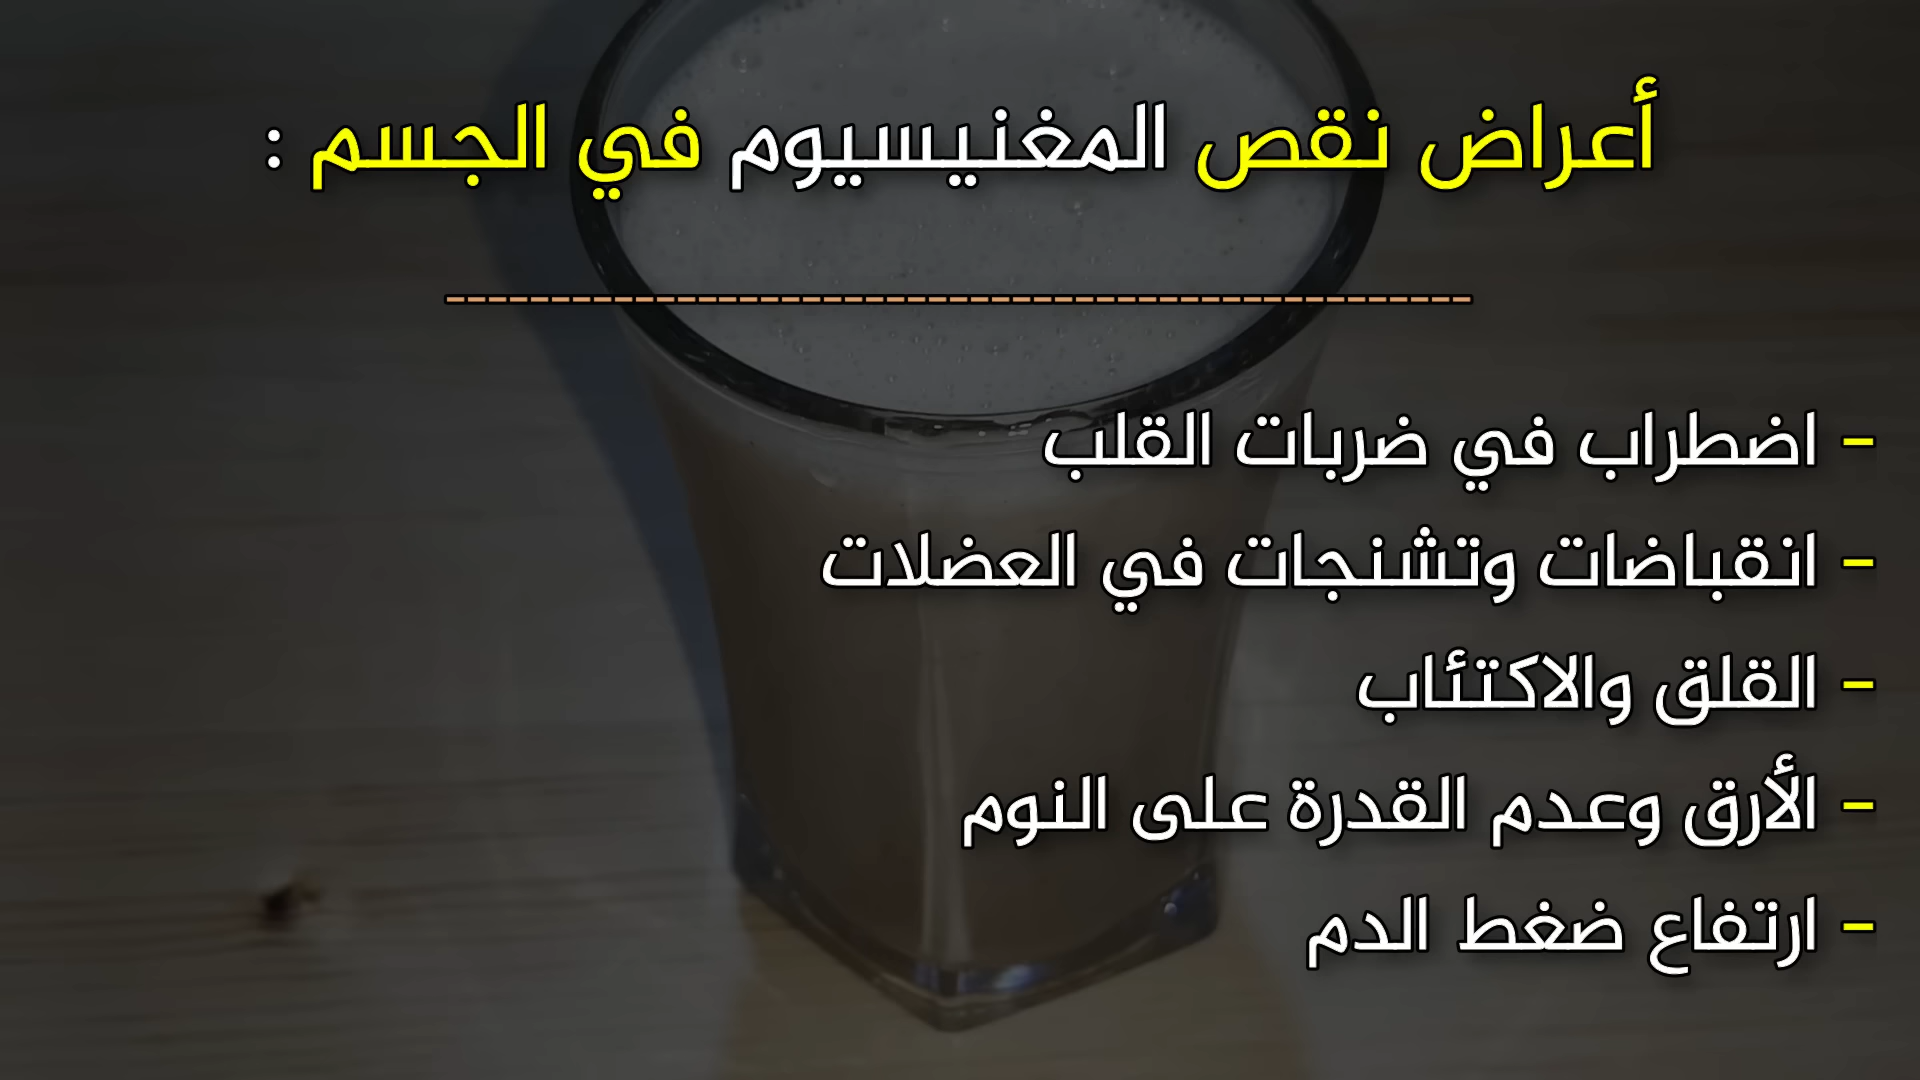 أعراض نقص المغنيسيوم في الجسم :
--------------------------------------------------
- اضطراب في ضربات القلب
- انقباضات وتشنجات في العضلات
- القلق والاكتئاب
- الأرق وعدم القدرة على النوم
- ارتفاع ضغط الدم